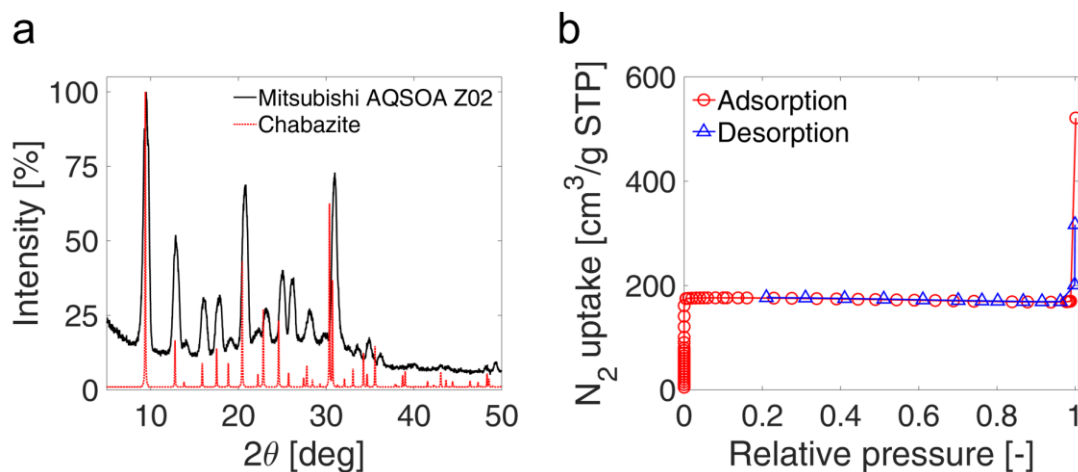 a
b
100
75
50
25
0
Intensity [%]
Mitsubishi AQSOA Z02
Chabazite
10
20
30
40
50
2θ [deg]
600
400
200
0
N₂ uptake [cm³/g STP]
Adsorption
Desorption
0
0.2
0.4
0.6
0.8
1
Relative pressure [-]